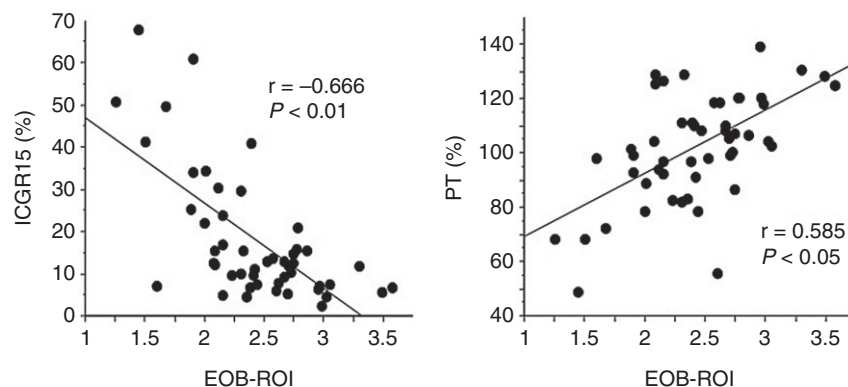 70
60
50
40
30
20
10
0
ICGR15 (%)
r = –0.666
P < 0.01
1 1.5 2 2.5 3 3.5
EOB-ROI
140
120
100
80
60
40
PT (%)
r = 0.585
P < 0.05
1 1.5 2 2.5 3 3.5
EOB-ROI